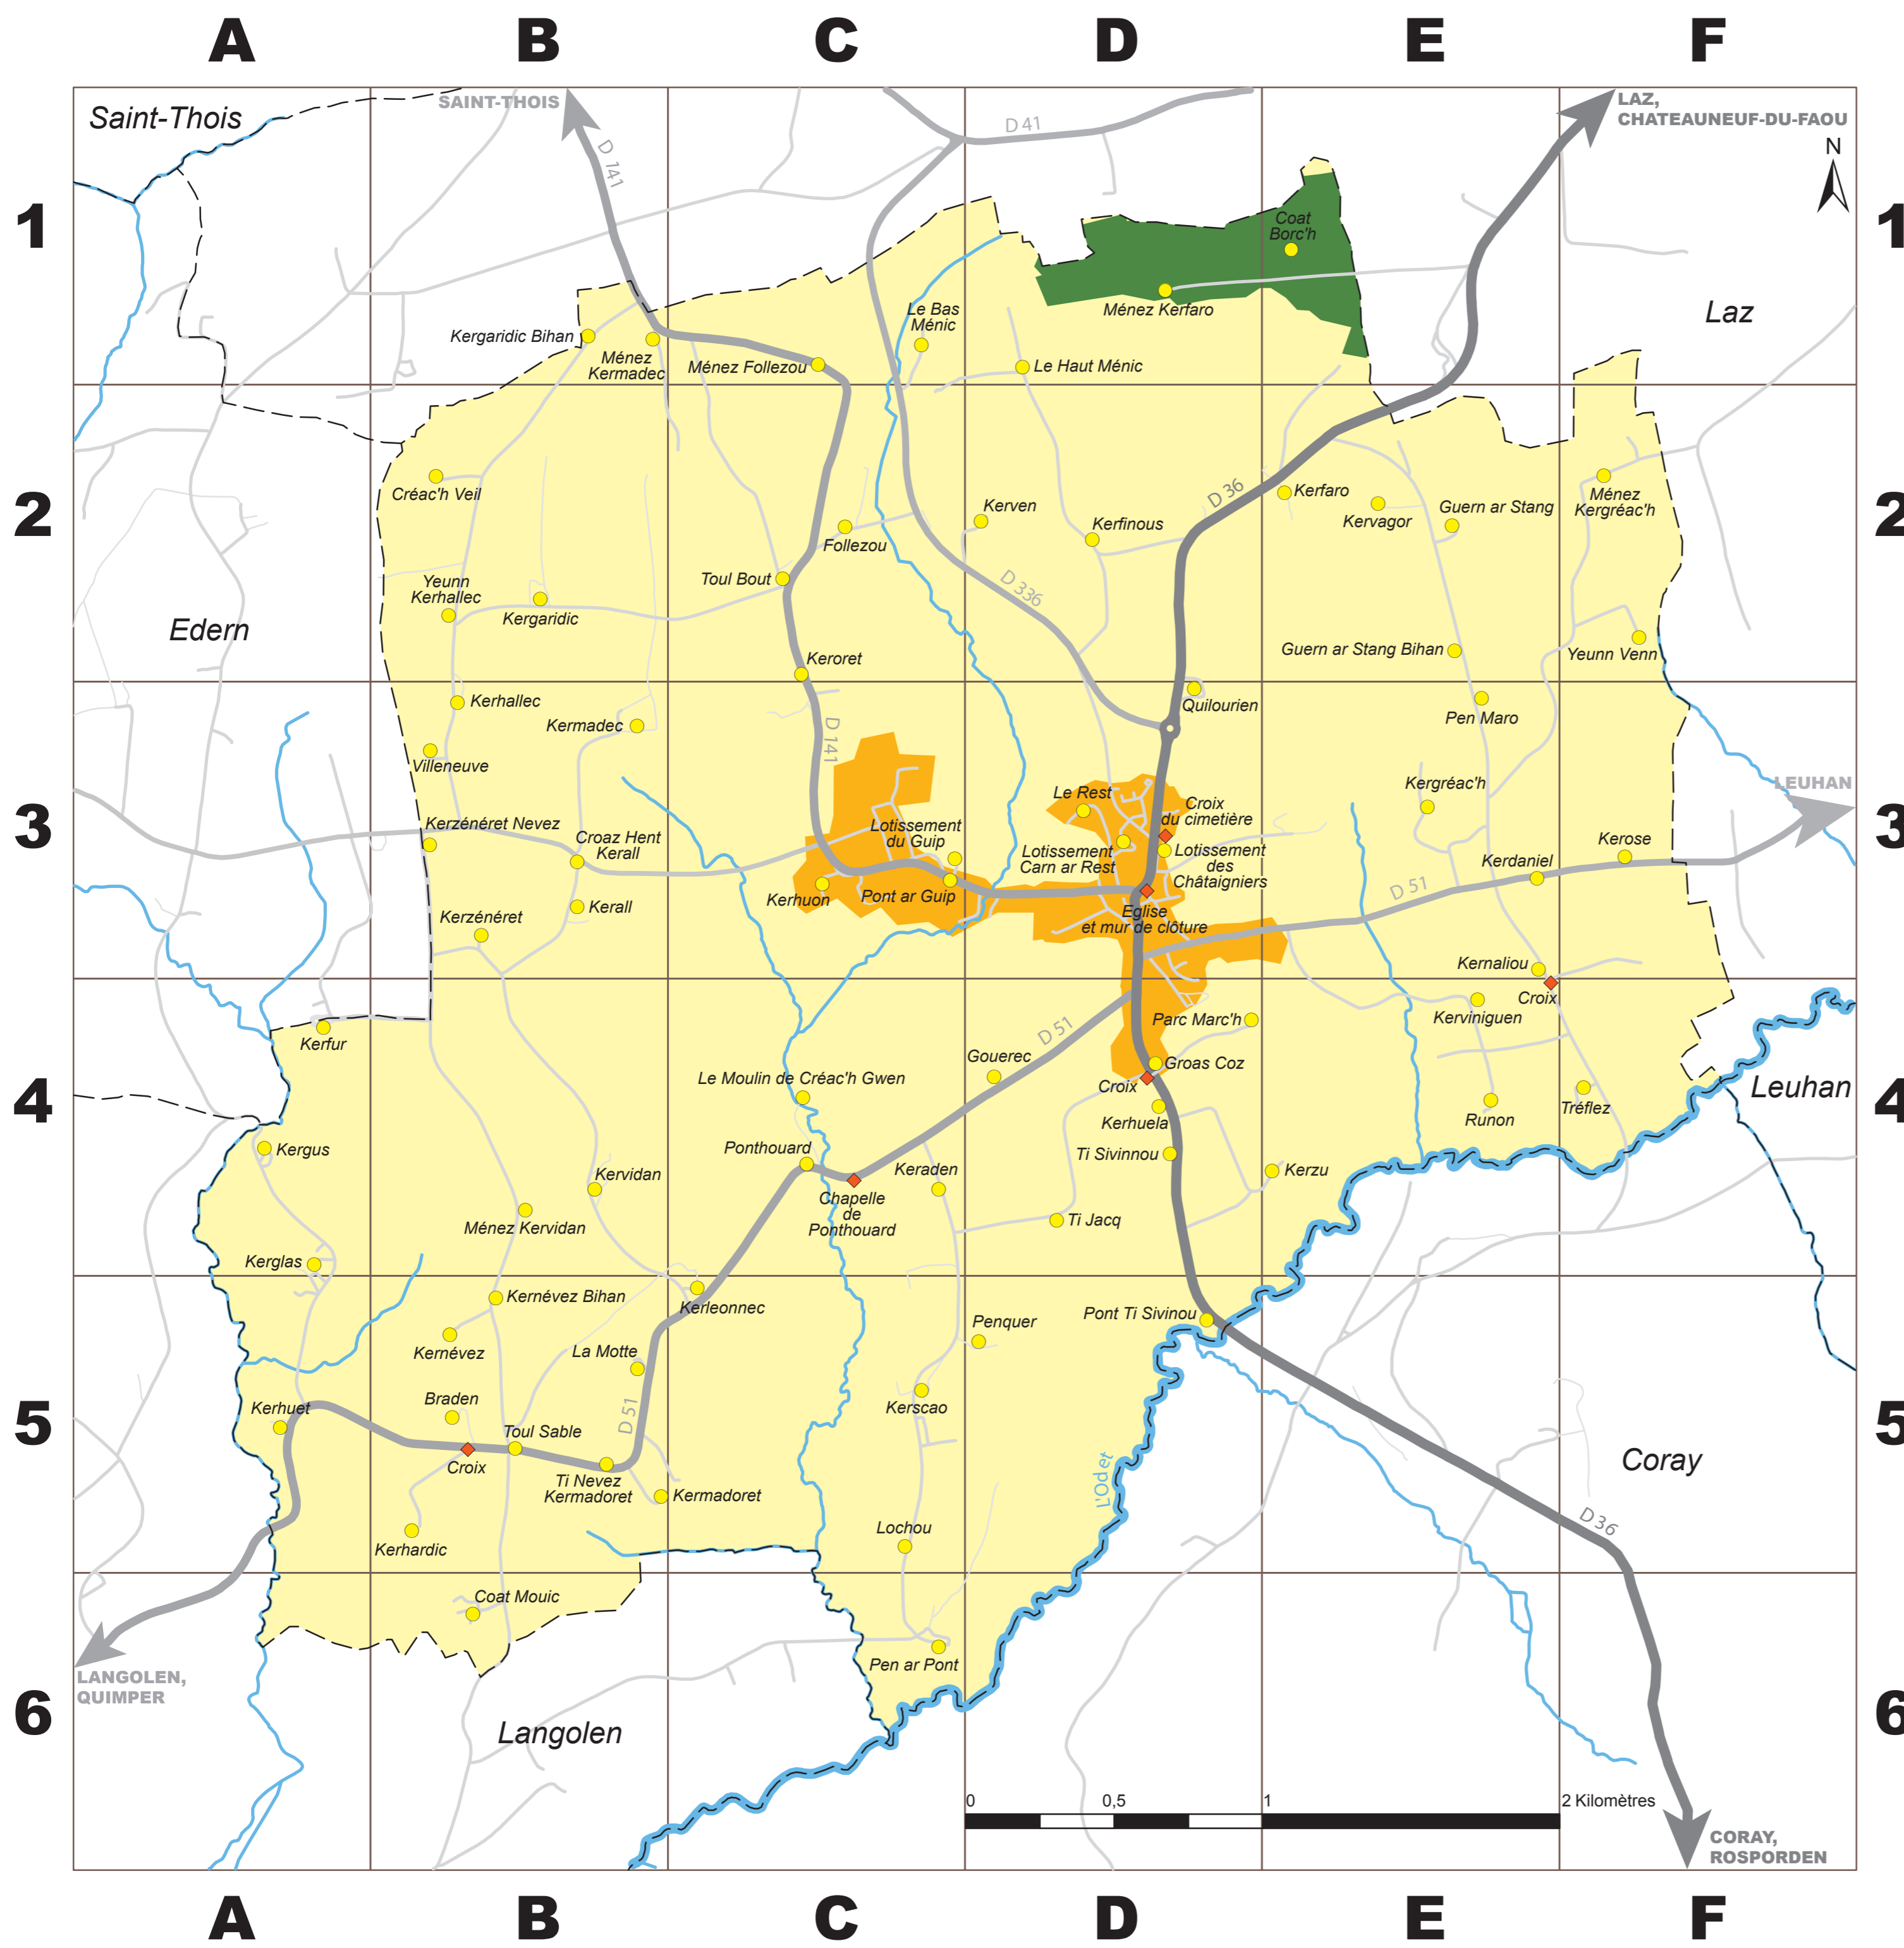 A B C D E F
Saint-Thois
SAINT-THOIS
D 141
D 41
LAZ,
CHATEAUNEUF-DU-FAOU
N
1
1
Coat
Borc'h
Ménez Kerfaro
Laz
Le Bas
Ménic
Kergaridic Bihan
Ménez
Kermadec
Ménez Follezou
Le Haut Ménic
2
2
Créac'h Veil
Follezou
Kerven
Kerfinous
D 36
Kerfaro
Kervagor
Guern ar Stang
Ménez
Kergréac'h
Toul Bout
Yeunn
Kerhallec
Kergaridic
D 336
Edern
Keroret
Guern ar Stang Bihan
Yeunn Venn
Kerhallec
Kermadec
D 141
Quilourien
Pen Maro
Villeneuve
Kergréac'h
LEUHAN
3
3
Le Rest
Croix
du cimetière
Kerzénéret Nevez
Croaz Hent
Kerall
Lotissement
du Guip
Lotissement
Carn ar Rest
Lotissement
des
Châtaigniers
Kerose
Kerdaniel
D 51
Kerhuon
Pont ar Guip
Kerzénéret
Kerall
Eglise
et mur de clôture
Kernaliou
Croix
Kerviniguen
Kerfur
Parc Marc'h
D 51
Gouerec
Groas Coz
Croix
Le Moulin de Créac'h Gwen
4
4
Leuhan
Kerhuela
Runon
Tréflez
Kergus
Ponthouard
Ti Sivinnou
Kervidan
Keraden
Kerzu
Chapelle
de
Ponthouard
Ménez Kervidan
Ti Jacq
Kerglas
Kernévez Bihan
Kerleonnec
Pont Ti Sivinou
Penquer
Kernévez
La Motte
Braden
Kerscao
Kerhuet
D 51
5
5
Toul Sable
Croix
Ti Nevez
Kermadoret
Kermadoret
L'Odet
Coray
D 36
Lochou
Kerhardic
Coat Mouic
Pen ar Pont
LANGOLEN,
QUIMPER
6
6
Langolen
0 0,5 1 2 Kilomètres
CORAY,
ROSPORDEN
A B C D E F